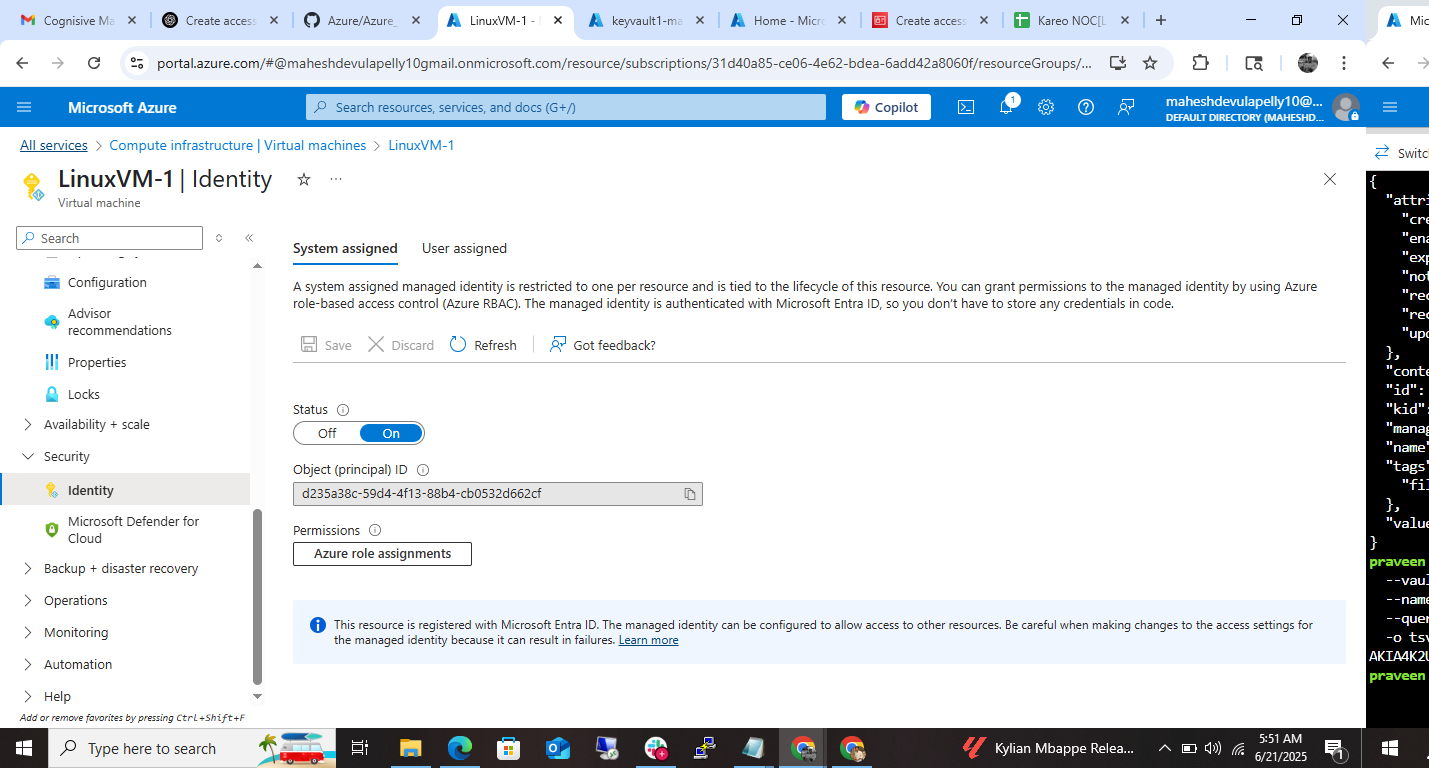 Cognisive Ma
Create access
Azure/Azure_
LinuxVM-1 -
keyvault1-ma
Home - Micro
Create access
Kareo NOC[L
Mic
portal.azure.com/#@maheshdevulapelly10gmail.onmicrosoft.com/resource/subscriptions/31d40a85-ce06-4e62-bdea-6add42a8060f/resourceGroups/...
Microsoft Azure
Search resources, services, and docs (G+/)
Copilot
1
maheshdevulapelly10@...
DEFAULT DIRECTORY (MAHESHD...
All services > Compute infrastructure | Virtual machines > LinuxVM-1
Switc
LinuxVM-1 | Identity
Virtual machine
Search
Configuration
Advisor
recommendations
Properties
Locks
Availability + scale
Security
Identity
Microsoft Defender for
Cloud
Backup + disaster recovery
Operations
Monitoring
Automation
Help
Add or remove favorites by pressing Ctrl+Shift+F
System assigned
User assigned
A system assigned managed identity is restricted to one per resource and is tied to the lifecycle of this resource. You can grant permissions to the managed identity by using Azure
role-based access control (Azure RBAC). The managed identity is authenticated with Microsoft Entra ID, so you don't have to store any credentials in code.
Save
Discard
Refresh
Got feedback?
Status
Off
On
Object (principal) ID
d235a38c-59d4-4f13-88b4-cb0532d662cf
Permissions
Azure role assignments
This resource is registered with Microsoft Entra ID. The managed identity can be configured to allow access to other resources. Be careful when making changes to the access settings for
the managed identity because it can result in failures. Learn more
{
"attri
"cre
"ena
"exp
"not
"rec
"rec
"upd
},
"conte
"id":
"kid":
"manag
"name"
"tags"
"fil
},
"value
}
praveen
--vaul
--name
--quer
-o tsv
AKIA4K2U
praveen
Type here to search
Kylian Mbappe Relea...
5:51 AM
6/21/2025
1